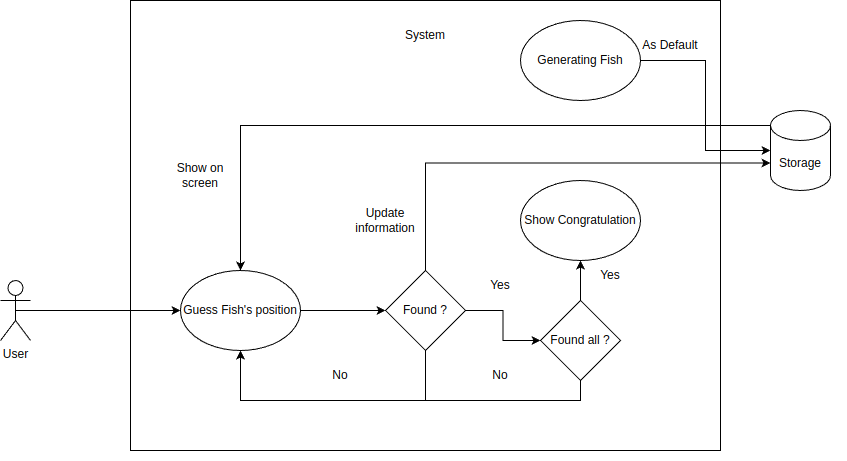 System
Generating Fish
As Default
Storage
Show on
screen
Update
information
Show Congratulation
Yes
Yes
Guess Fish's position
Found ?
Found all ?
User
No
No